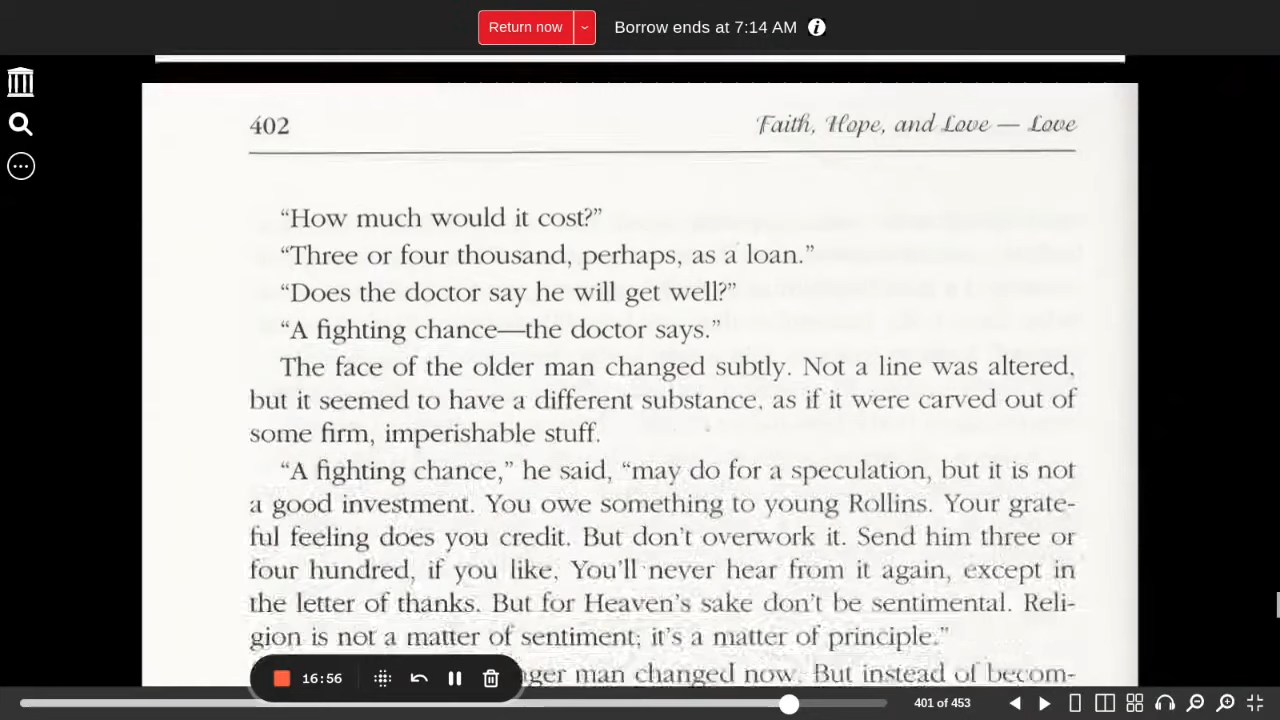 Return now
Borrow ends at 7:14 AM
402
Faith, Hope, and Love — Love
“How much would it cost?”
“Three or four thousand, perhaps, as a loan.”
“Does the doctor say he will get well?”
“A fighting chance—the doctor says.”
The face of the older man changed subtly. Not a line was altered,
but it seemed to have a different substance, as if it were carved out of
some firm, imperishable stuff.
“A fighting chance,” he said, “may do for a speculation, but it is not
a good investment. You owe something to young Rollins. Your grate-
ful feeling does you credit. But don’t overwork it. Send him three or
four hundred, if you like. You’ll never hear from it again, except in
the letter of thanks. But for Heaven’s sake don’t be sentimental. Reli-
gion is not a matter of sentiment; it’s a matter of principle.”
man changed now. But instead of becom-
16:56
401 of 453